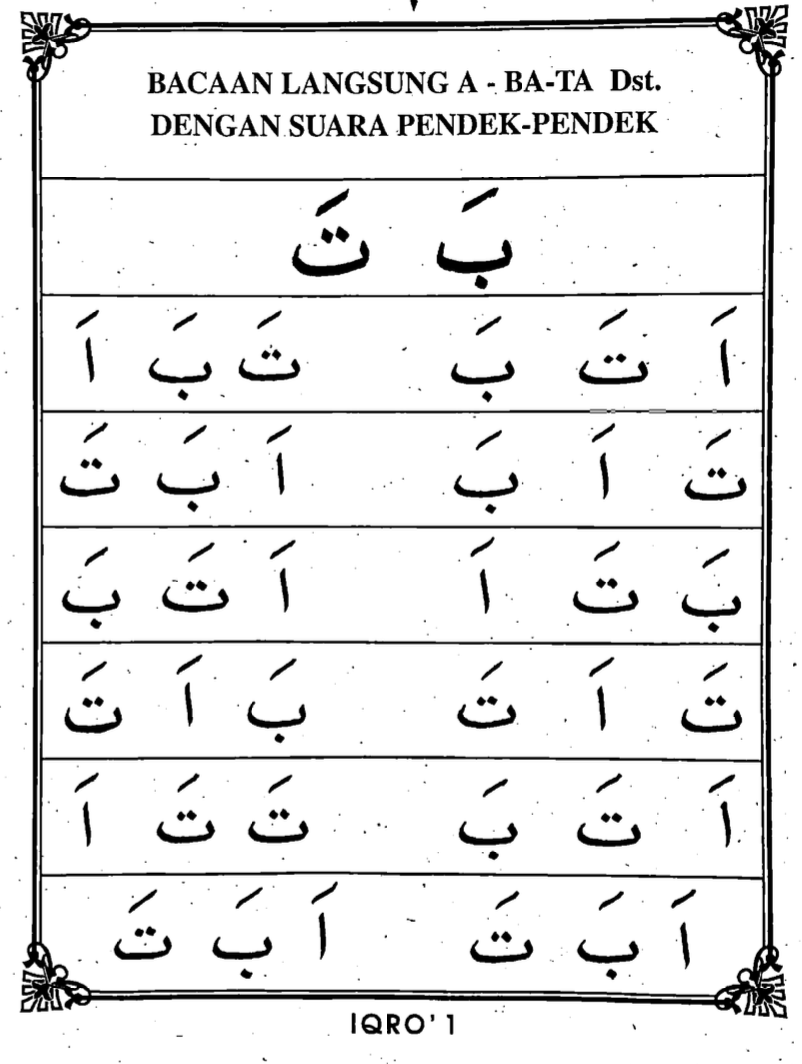 BACAAN LANGSUNG A - BA-TA Dst.
DENGAN SUARA PENDEK-PENDEK
بَ تَ
اَ تَ بَ تَ بَ اَ
تَ اَ بَ اَ بَ تَ
بَ تَ اَ اَ تَ بَ
تَ اَ تَ بَ اَ تَ
اَ تَ بَ تَ تَ اَ
اَ بَ تَ اَ بَ تَ
IQRO' 1